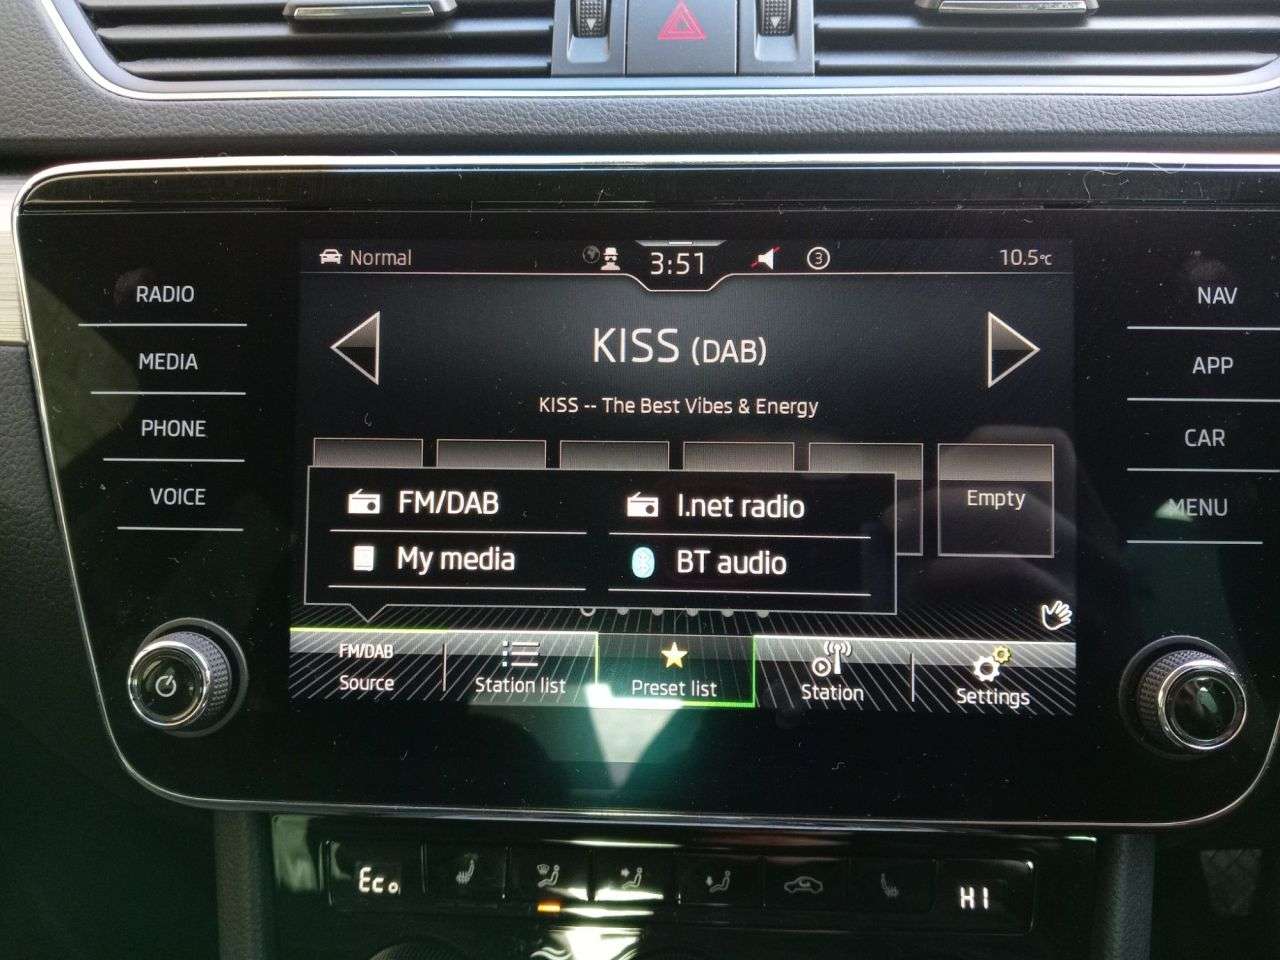 Normal
3:51
3
10.5°C
RADIO
MEDIA
PHONE
VOICE
KISS (DAB)
KISS -- The Best Vibes & Energy
FM/DAB
I.net radio
My media
BT audio
Empty
FM/DAB
Source
Station list
Preset list
Station
Settings
NAV
APP
CAR
MENU
Eco
HI